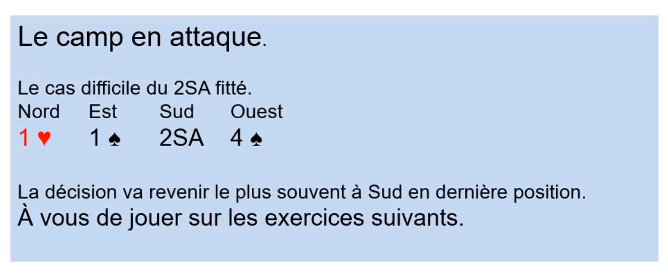 Le camp en attaque.
Le cas difficile du 2SA fitté.
Nord Est Sud Ouest
1 ♥ 1 ♠ 2SA 4 ♠
La décision va revenir le plus souvent à Sud en dernière position.
À vous de jouer sur les exercices suivants.